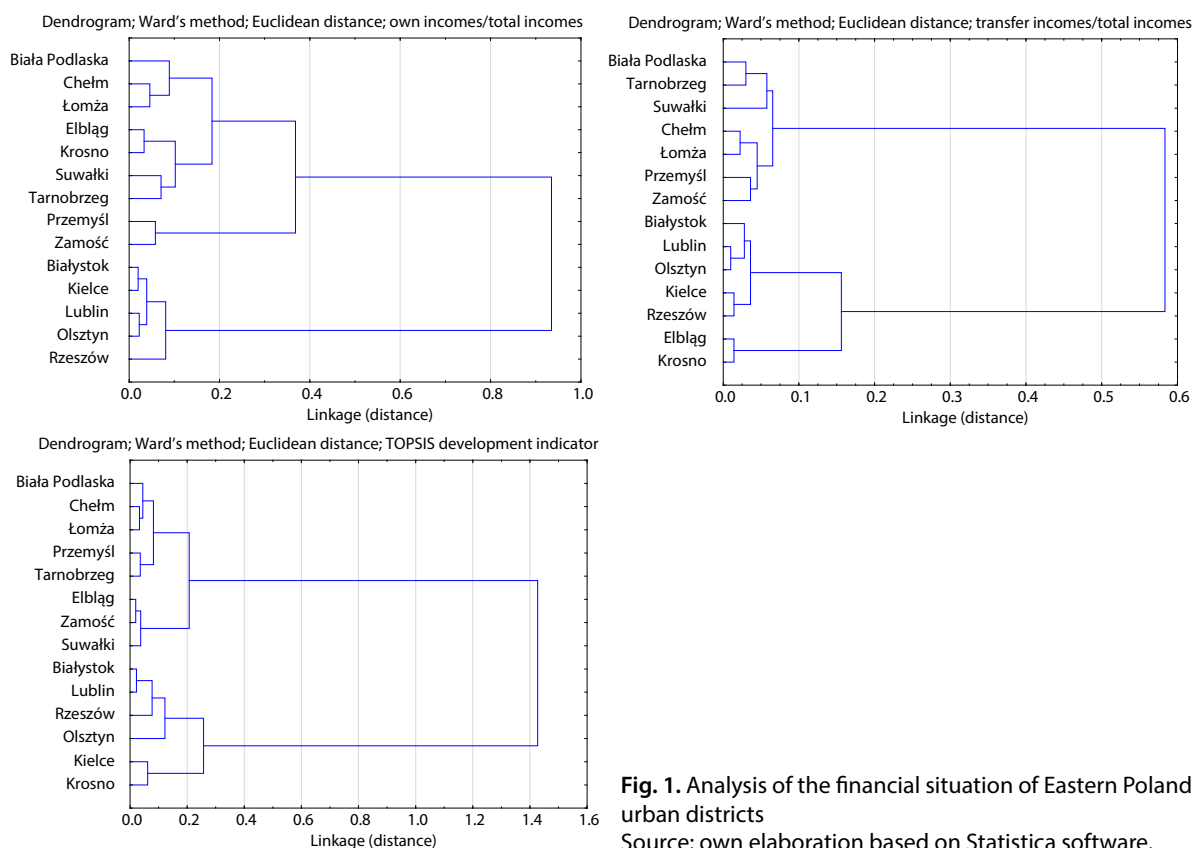 Dendrogram; Ward's method; Euclidean distance; own incomes/total incomes
Biała Podlaska
Chełm
Łomża
Elbląg
Krosno
Suwałki
Tarnobrzeg
Przemyśl
Zamość
Białystok
Kielce
Lublin
Olsztyn
Rzeszów
0.0 0.2 0.4 0.6 0.8 1.0
Linkage (distance)
Dendrogram; Ward's method; Euclidean distance; transfer incomes/total incomes
Biała Podlaska
Tarnobrzeg
Suwałki
Chełm
Łomża
Przemyśl
Zamość
Białystok
Lublin
Olsztyn
Kielce
Rzeszów
Elbląg
Krosno
0.0 0.1 0.2 0.3 0.4 0.5 0.6
Linkage (distance)
Dendrogram; Ward's method; Euclidean distance; TOPSIS development indicator
Biała Podlaska
Chełm
Łomża
Przemyśl
Tarnobrzeg
Elbląg
Zamość
Suwałki
Białystok
Lublin
Rzeszów
Olsztyn
Kielce
Krosno
0.0 0.2 0.4 0.6 0.8 1.0 1.2 1.4 1.6
Linkage (distance)
Fig. 1. Analysis of the financial situation of Eastern Poland
urban districts
Source: own elaboration based on Statistica software.